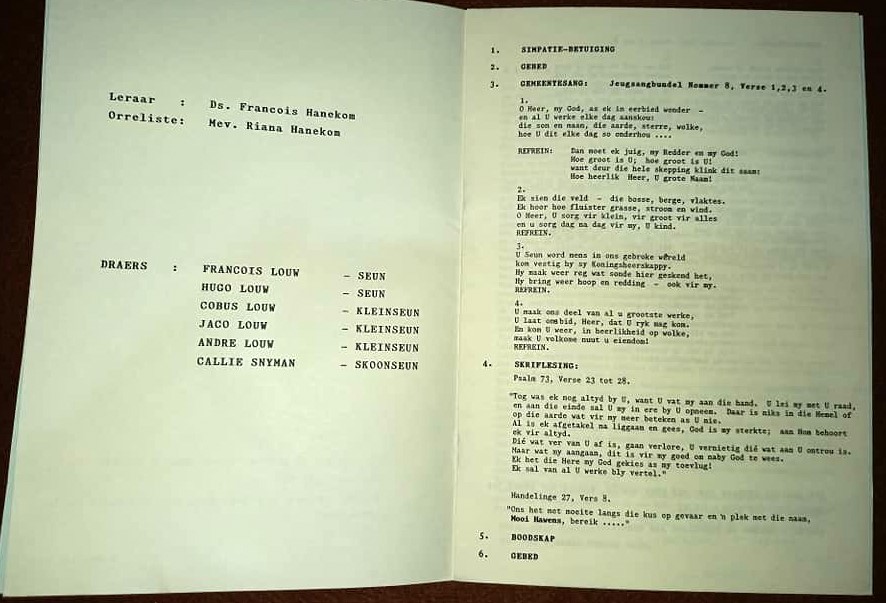 Leraar : Ds. Francois Hanekom
Orreliste: Mev. Riana Hanekom
DRAERS : FRANCOIS LOUW – SEUN
HUGO LOUW – SEUN
COBUS LOUW – KLEINSEUN
JACO LOUW – KLEINSEUN
ANDRE LOUW – KLEINSEUN
CALLIE SNYMAN – SKOONSEUN
1. SIMPATIE-BETUIGING
2. GEBED
3. GEMEENTESANG: Jeugsangbundel Nommer 8, Verse 1,2,3 en 4.
1.
O Heer, my God, as ek in eerbied wonder –
en al U werke elke dag aanskou:
die son en maan, die aarde, sterre, wolke,
hoe U dit elke dag so onderhou ....
REFREIN: Dan moet ek juig, my Redder en my God!
Hoe groot is U; hoe groot is U!
want deur die hele skepping klink dit saam:
Hoe heerlik Heer, U grote Naam!
2.
Ek sien die veld – die bosse, berge, vlaktes.
Ek hoor hoe fluister grasse, stroom en wind.
O Heer, U sorg vir klein, vir groot vir alles
en u sorg dag na dag vir my, U kind.
REFREIN.
3.
U Seun word mens in ons gebroke wêreld
kom vestig hy sy Koningsheerskappy.
Hy maak weer reg wat sonde hier geskend het,
Hy bring weer hoop en redding – ook vir my.
REFREIN.
4.
U maak ons deel van al u grootste werke,
U laat ons bid, Heer, dat U ryk mag kom.
En kom U weer, in heerlikheid op wolke,
maak U volkome nuut u eiendom!
REFREIN.
4. SKRIFLESING:
Psalm 73, Verse 23 tot 28.
"Tog was ek nog altyd by U, want U vat my aan die hand. U lei my met U raad,
en aan die einde sal U my in ere by U opneem. Daar is niks in die Hemel of
op die aarde wat vir my meer beteken as U nie.
Al is ek afgetakel na liggaan en gees, God is my sterkte; aan Hom behoort
ek vir altyd.
Dié wat ver van U af is, gaan verlore, U vernietig dié wat aan U ontrou is.
Maar wat my aangaan, dit is vir my goed om naby God te wees.
Ek het die Here my God gekies as my toevlug!
Ek sal van al U werke bly vertel."
Handelinge 27, Vers 8.
"Ons het met moeite langs die kus op gevaar en 'n plek met die naam,
Mooi Hawens, bereik ....."
5. BOODSKAP
6. GEBED